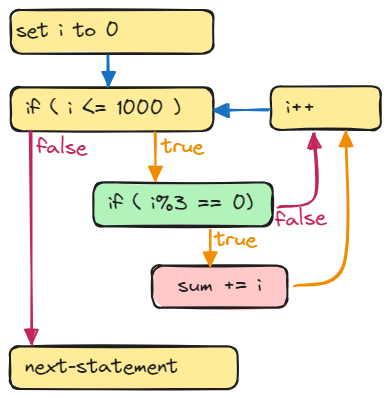 set i to 0
if ( i <= 1000 )
i++
false
true
if ( i%3 == 0)
false
true
sum += i
next-statement